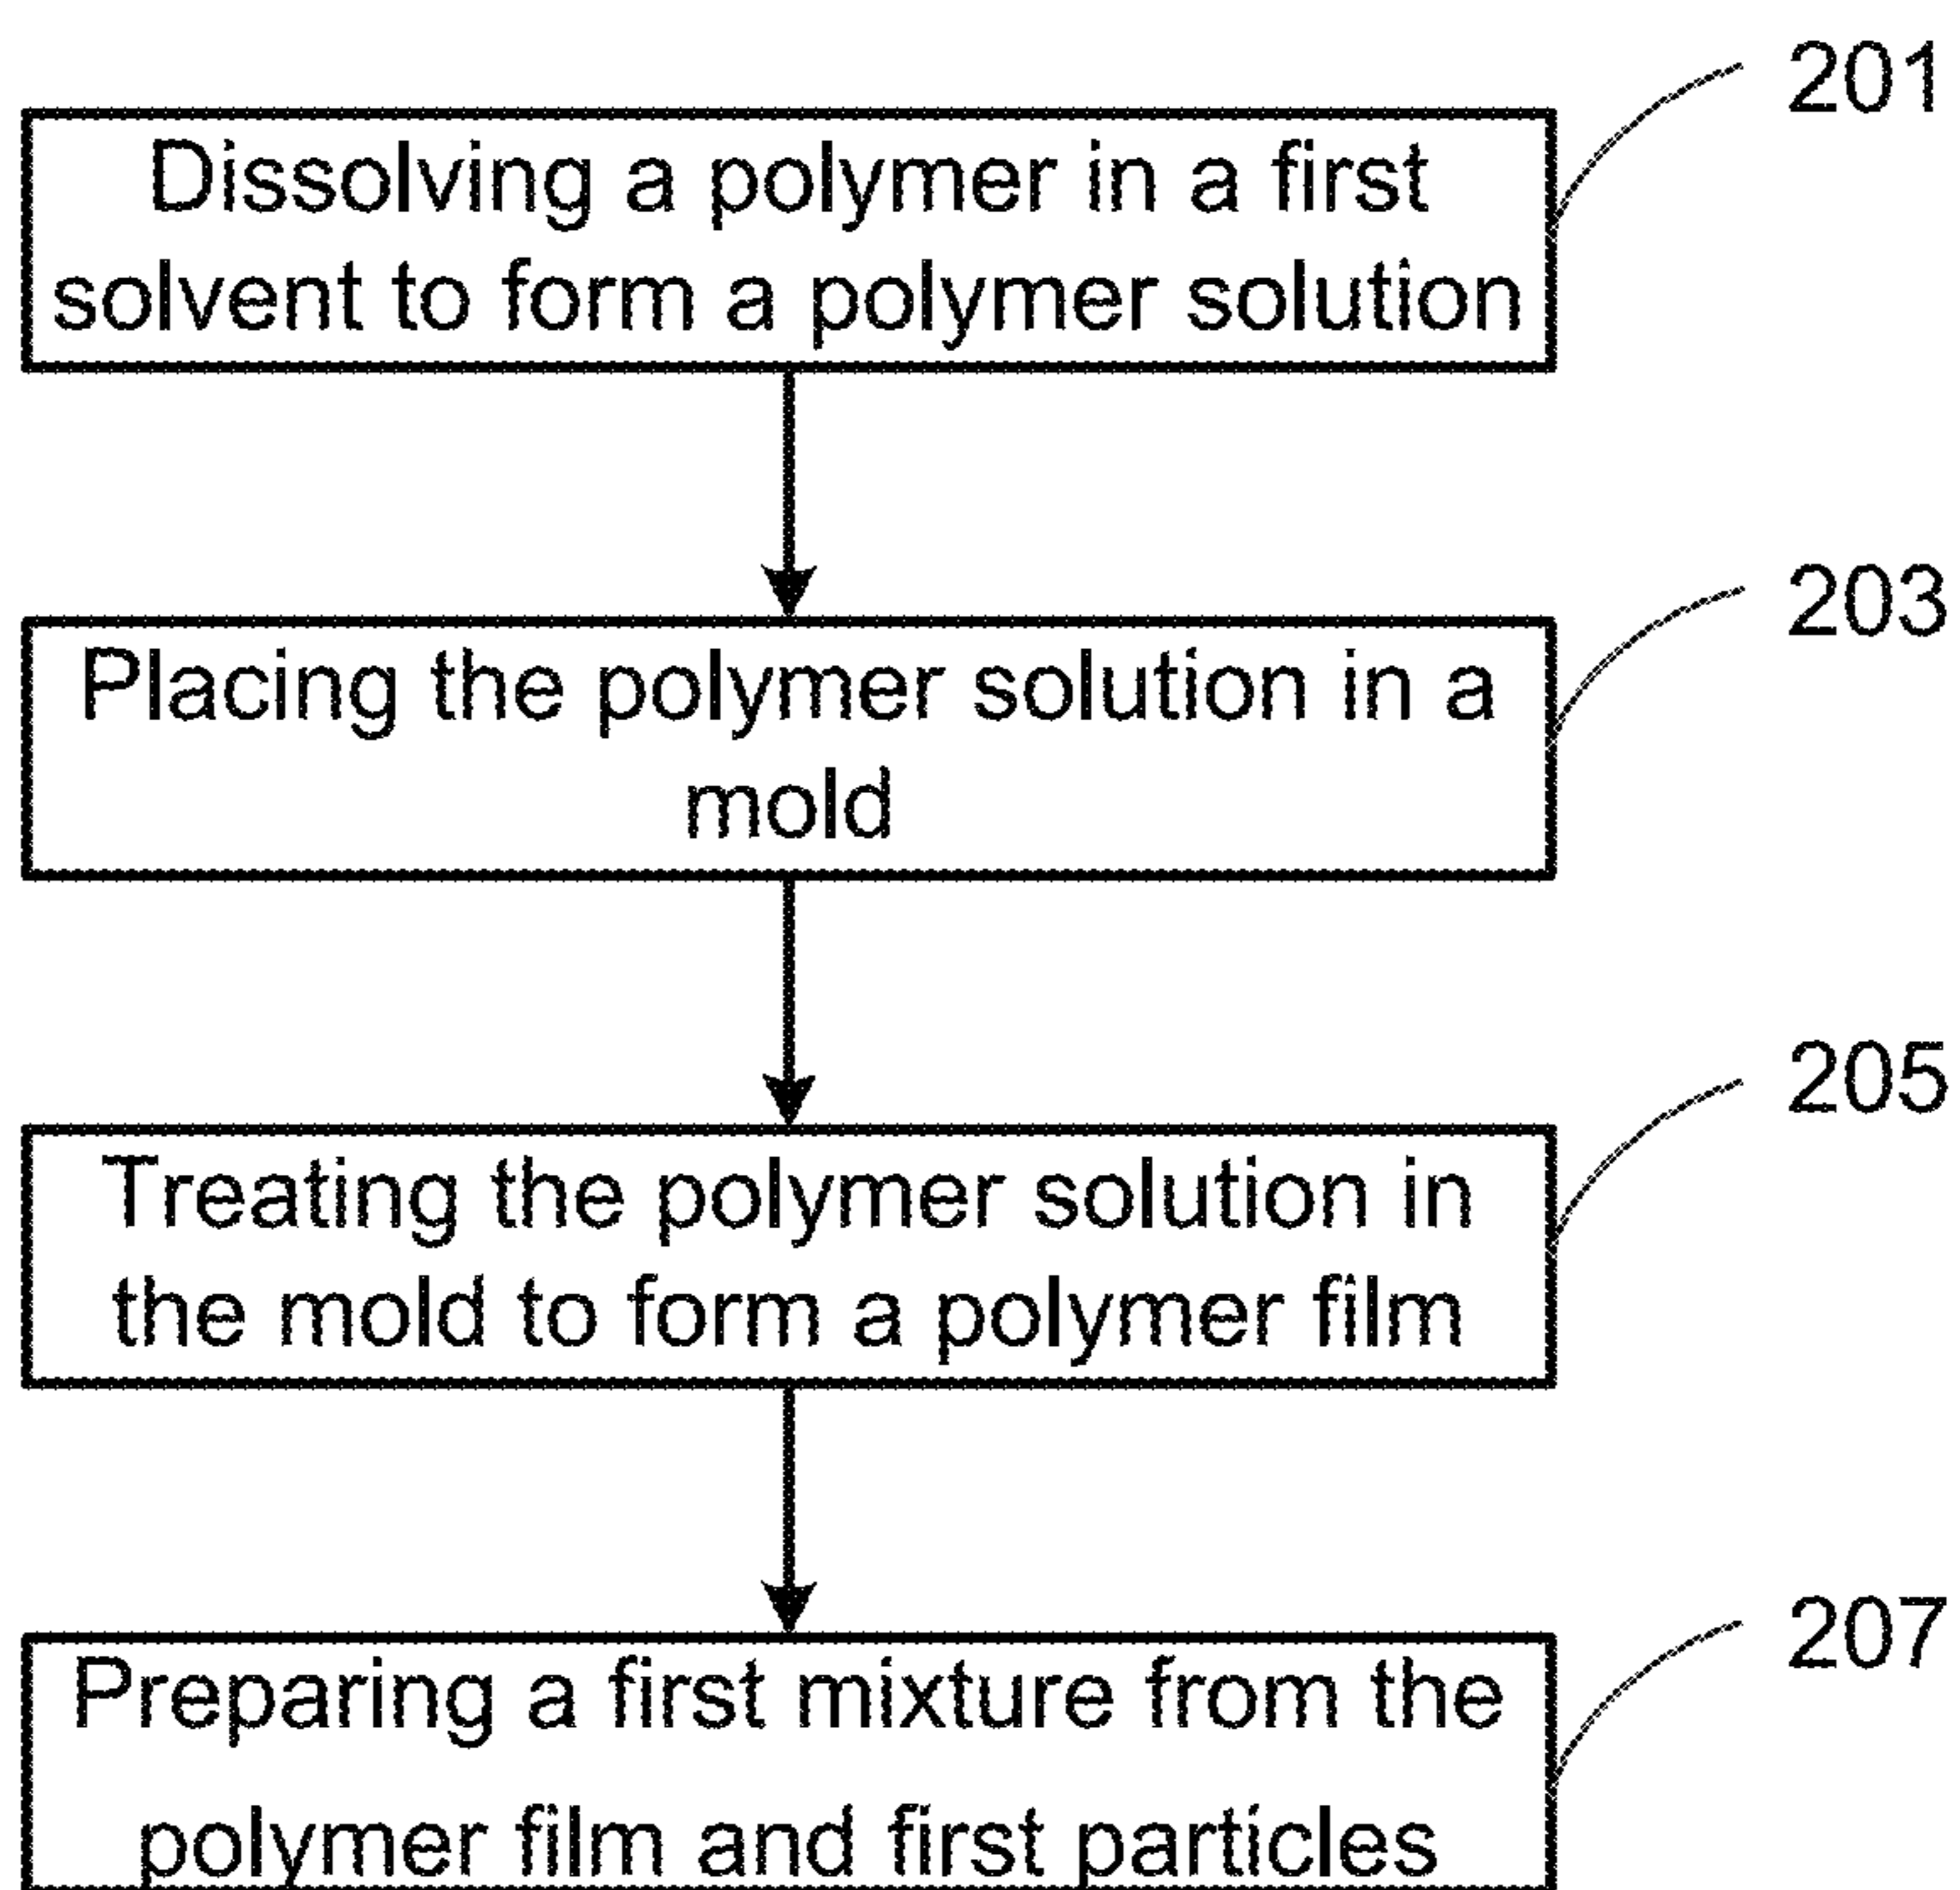 201
Dissolving a polymer in a first
solvent to form a polymer solution
203
Placing the polymer solution in a
mold
205
Treating the polymer solution in
the mold to form a polymer film
207
Preparing a first mixture from the
polymer film and first particles